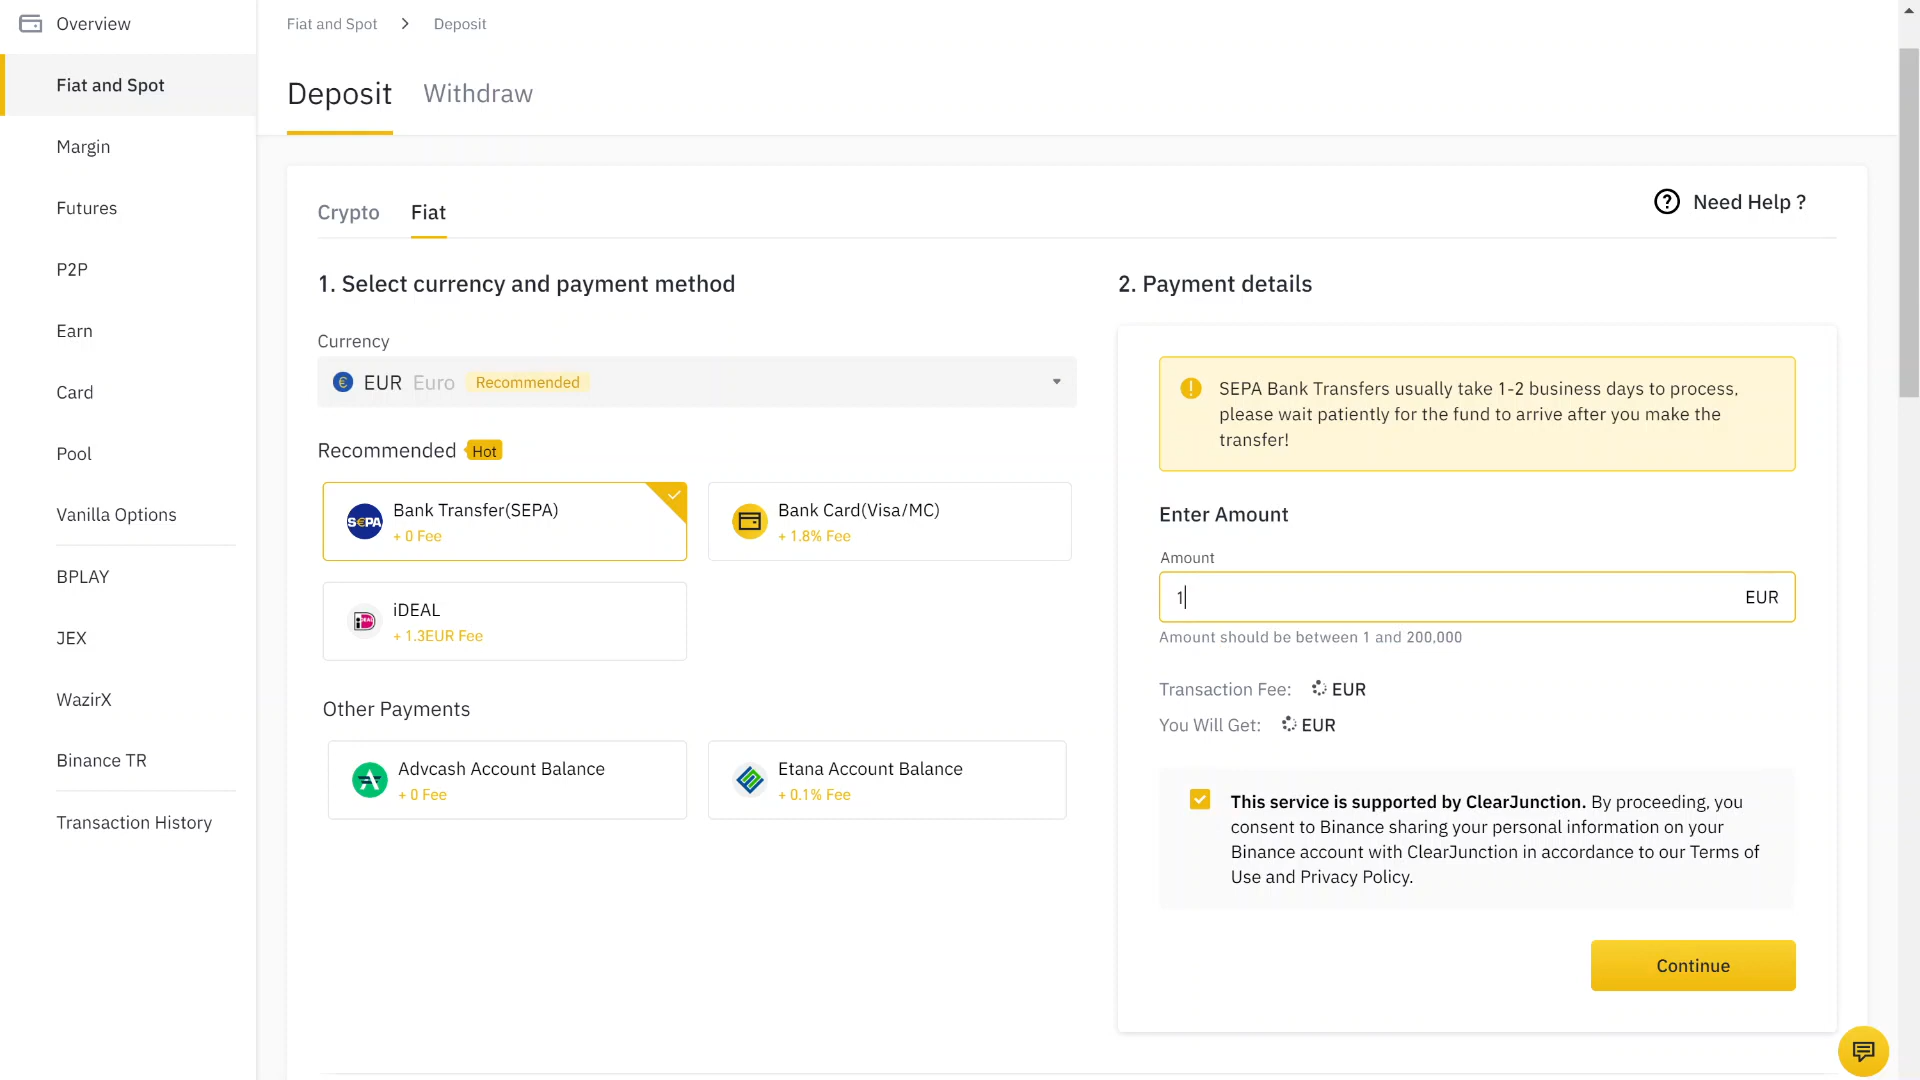 Overview
Fiat and Spot
Margin
Futures
P2P
Earn
Card
Pool
Vanilla Options
BPLAY
JEX
WazirX
Binance TR
Transaction History
Fiat and Spot > Deposit
Deposit Withdraw
Crypto Fiat
Need Help ?
1. Select currency and payment method
Currency
€ EUR Euro Recommended
Recommended Hot
SEPA
Bank Transfer(SEPA)
+ 0 Fee
Bank Card(Visa/MC)
+ 1.8% Fee
iDEAL
+ 1.3EUR Fee
Other Payments
Advcash Account Balance
+ 0 Fee
Etana Account Balance
+ 0.1% Fee
2. Payment details
SEPA Bank Transfers usually take 1-2 business days to process,
please wait patiently for the fund to arrive after you make the
transfer!
Enter Amount
Amount
1 EUR
Amount should be between 1 and 200,000
Transaction Fee: EUR
You Will Get: EUR
This service is supported by ClearJunction. By proceeding, you
consent to Binance sharing your personal information on your
Binance account with ClearJunction in accordance to our Terms of
Use and Privacy Policy.
Continue